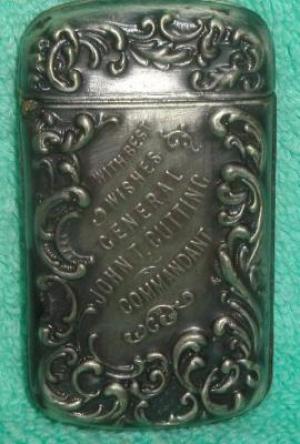 WITH BEST
WISHES
GENERAL
JOHN T. CUTTING
COMMANDANT